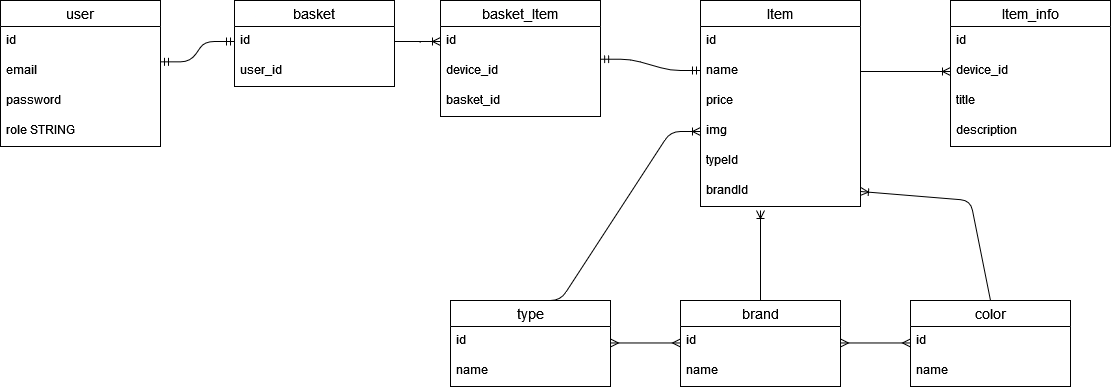 user
id
email
password
role STRING
basket
id
user_id
basket_Item
id
device_id
basket_id
Item
id
name
price
img
typeId
brandId
Item_info
id
device_id
title
description
type
id
name
brand
id
name
color
id
name